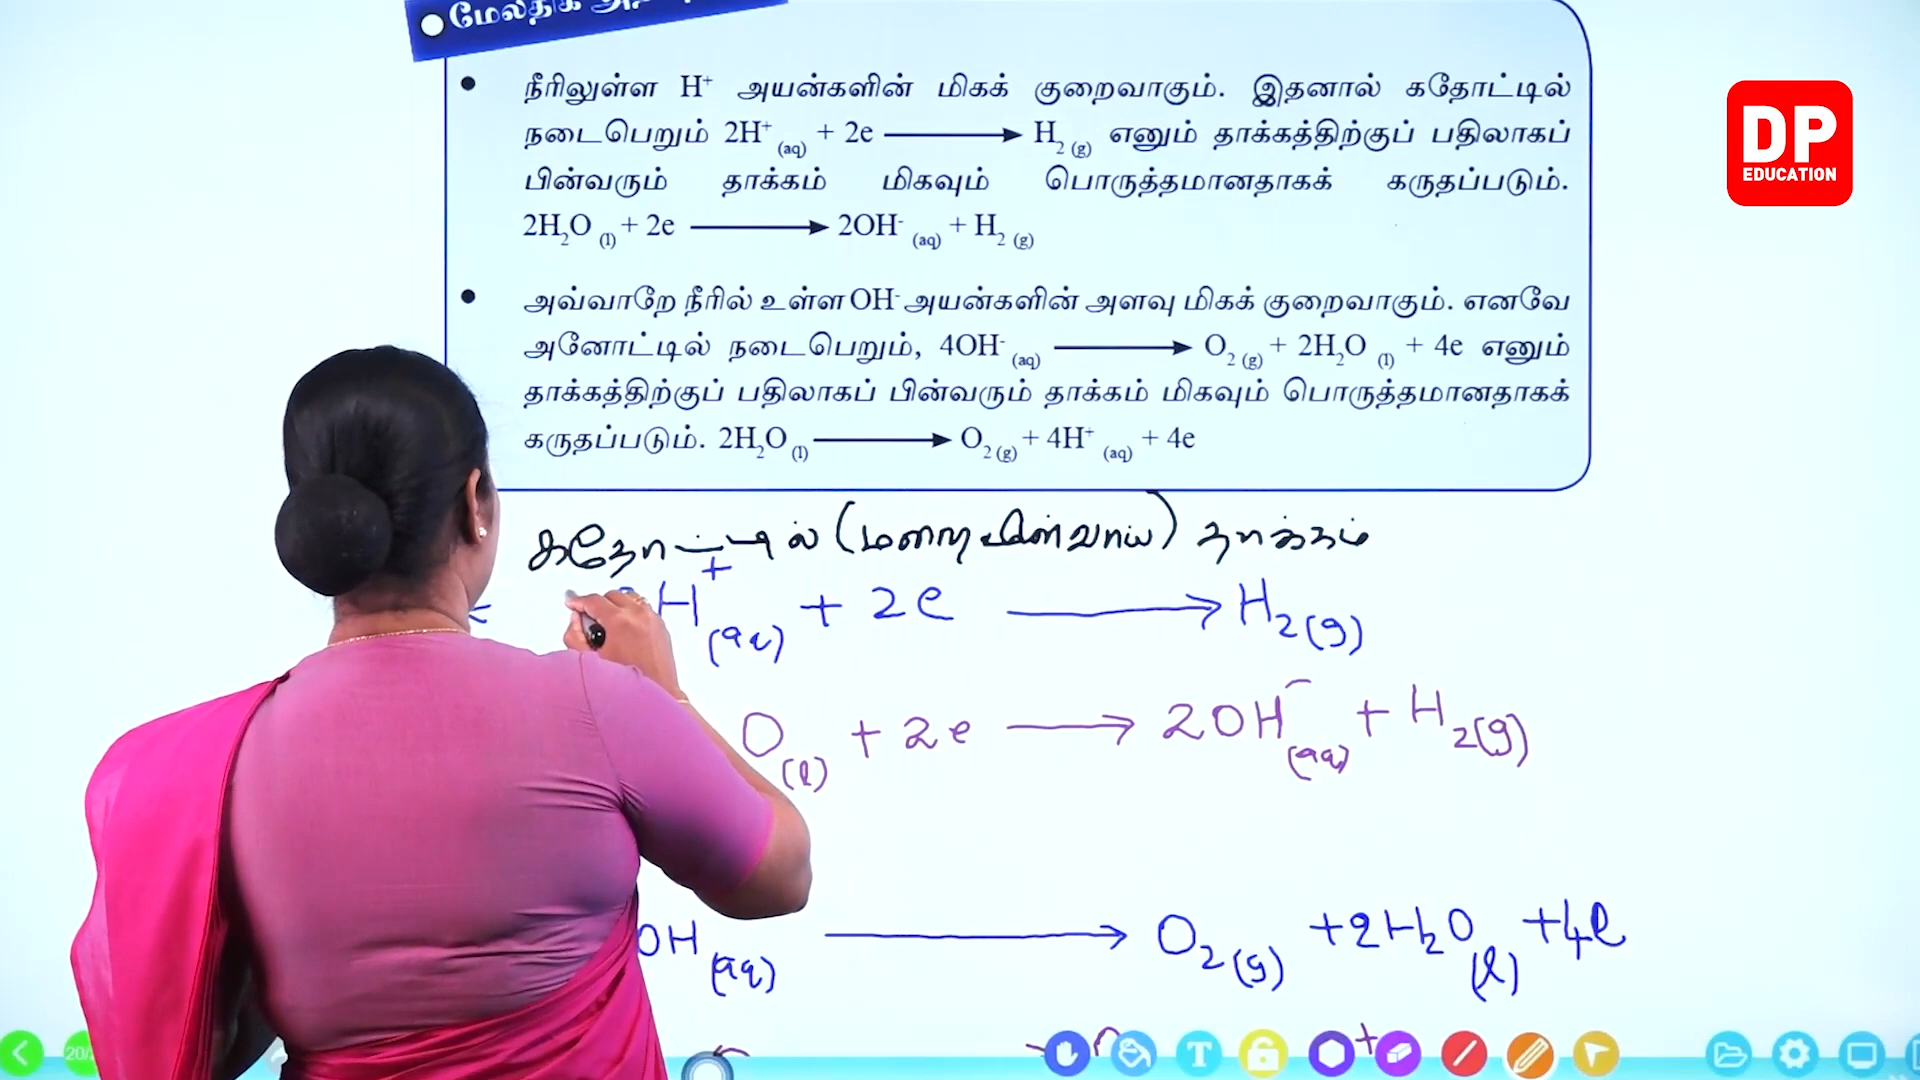 மேலதிக
நீரிலுள்ள H⁺ அயன்களின் மிகக் குறைவாகும். இதனால் கதோட்டில்
நடைபெறும் 2H⁺ (aq) + 2e ⟶ H₂ (g) எனும் தாக்கத்திற்குப் பதிலாகப்
பின்வரும் தாக்கம் மிகவும் பொருத்தமானதாகக் கருதப்படும்.
2H₂O (l) + 2e ⟶ 2OH⁻ (aq) + H₂ (g)
அவ்வாறே நீரில் உள்ள OH⁻ அயன்களின் அளவு மிகக் குறைவாகும். எனவே
அனோட்டில் நடைபெறும், 4OH⁻ (aq) ⟶ O₂ (g) + 2H₂O (l) + 4e எனும்
தாக்கத்திற்குப் பதிலாகப் பின்வரும் தாக்கம் மிகவும் பொருத்தமானதாகக்
கருதப்படும். 2H₂O (l) ⟶ O₂ (g) + 4H⁺ (aq) + 4e
DP
EDUCATION
கதோட்டில் (மறைமின்வாய்) தாக்கம்
H⁺ (aq) + 2e ⟶ H₂(g)
O (l) + 2e ⟶ 2OH⁻ (aq) + H₂(g)
OH (aq) ⟶ O₂(g) + 2H₂O (l) + 4e